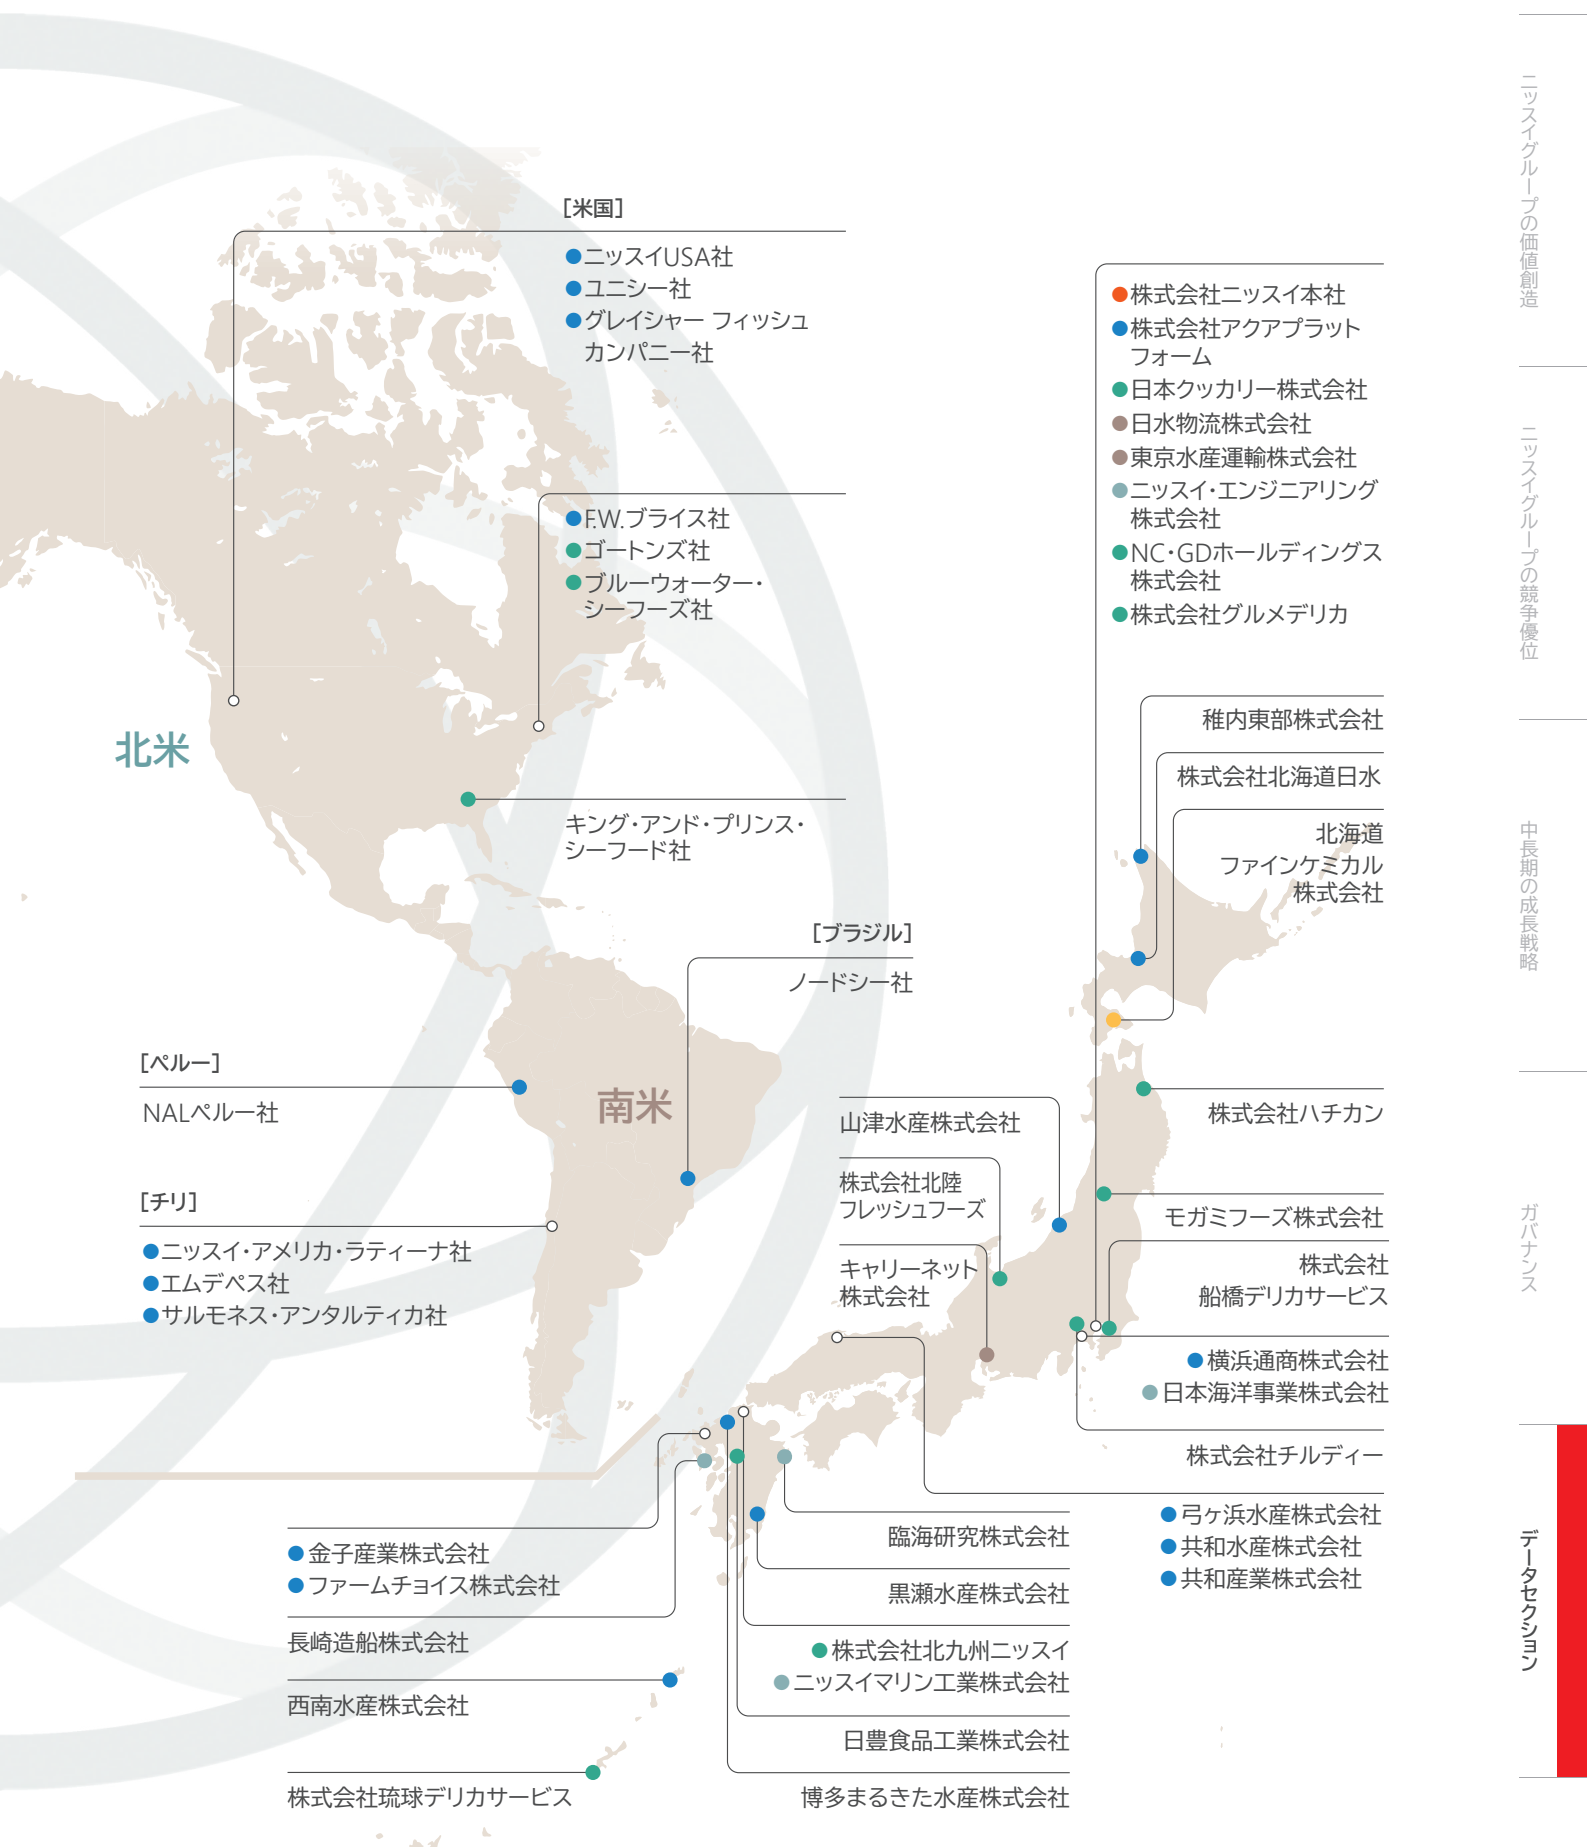 [米国]
ニッスイUSA社
ユニシー社
グレイシャー フィッシュ
カンパニー社
F.W.ブライス社
ゴートンズ社
ブルーウォーター・
シーフーズ社
北米
キング・アンド・プリンス・
シーフード社
[ブラジル]
ノードシー社
[ペルー]
NALペルー社
南米
[チリ]
ニッスイ・アメリカ・ラティーナ社
エムデペス社
サルモネス・アンタルティカ社
株式会社ニッスイ本社
株式会社アクアプラット
フォーム
日本クッカリー株式会社
日水物流株式会社
東京水産運輸株式会社
ニッスイ・エンジニアリング
株式会社
NC・GDホールディングス
株式会社
株式会社グルメデリカ
稚内東部株式会社
株式会社北海道日水
北海道
ファインケミカル
株式会社
株式会社ハチカン
山津水産株式会社
株式会社北陸
フレッシュフーズ
キャリーネット
株式会社
モガミフーズ株式会社
株式会社
船橋デリカサービス
横浜通商株式会社
日本海洋事業株式会社
株式会社チルディー
弓ヶ浜水産株式会社
共和水産株式会社
共和産業株式会社
臨海研究株式会社
黒瀬水産株式会社
株式会社北九州ニッスイ
ニッスイマリン工業株式会社
日豊食品工業株式会社
博多まるきた水産株式会社
金子産業株式会社
ファームチョイス株式会社
長崎造船株式会社
西南水産株式会社
株式会社琉球デリカサービス
ニッスイグループの価値創造
ニッスイグループの競争優位
中長期の成長戦略
ガバナンス
データセクション